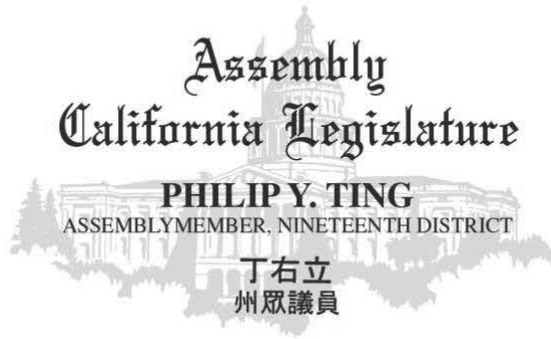 Assembly
California Legislature
PHILIP Y. TING
ASSEMBLYMEMBER, NINETEENTH DISTRICT
丁右立
州眾議員